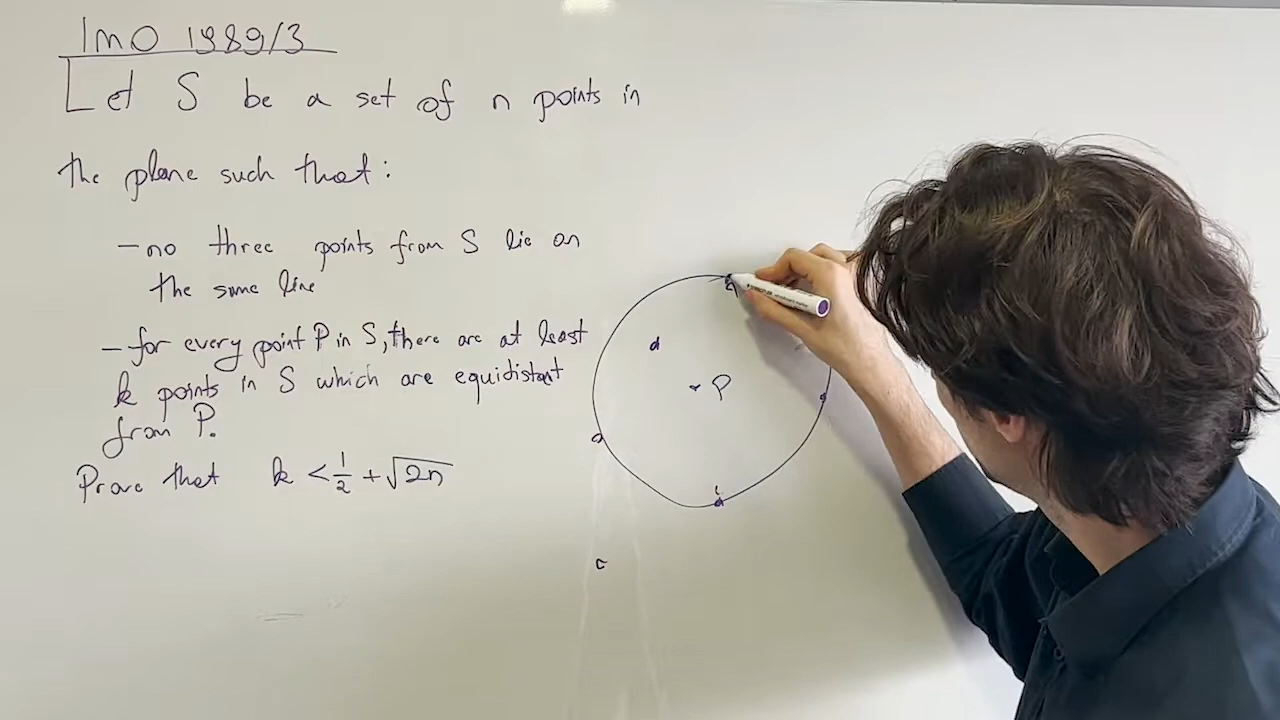 IMO 1989/3
Let S be a set of n points in
the plane such that:
- no three points from S lie on
the same line
- for every point P in S, there are at least
k points in S which are equidistant
from P.
Prove that k < 1/2 + √2n
P